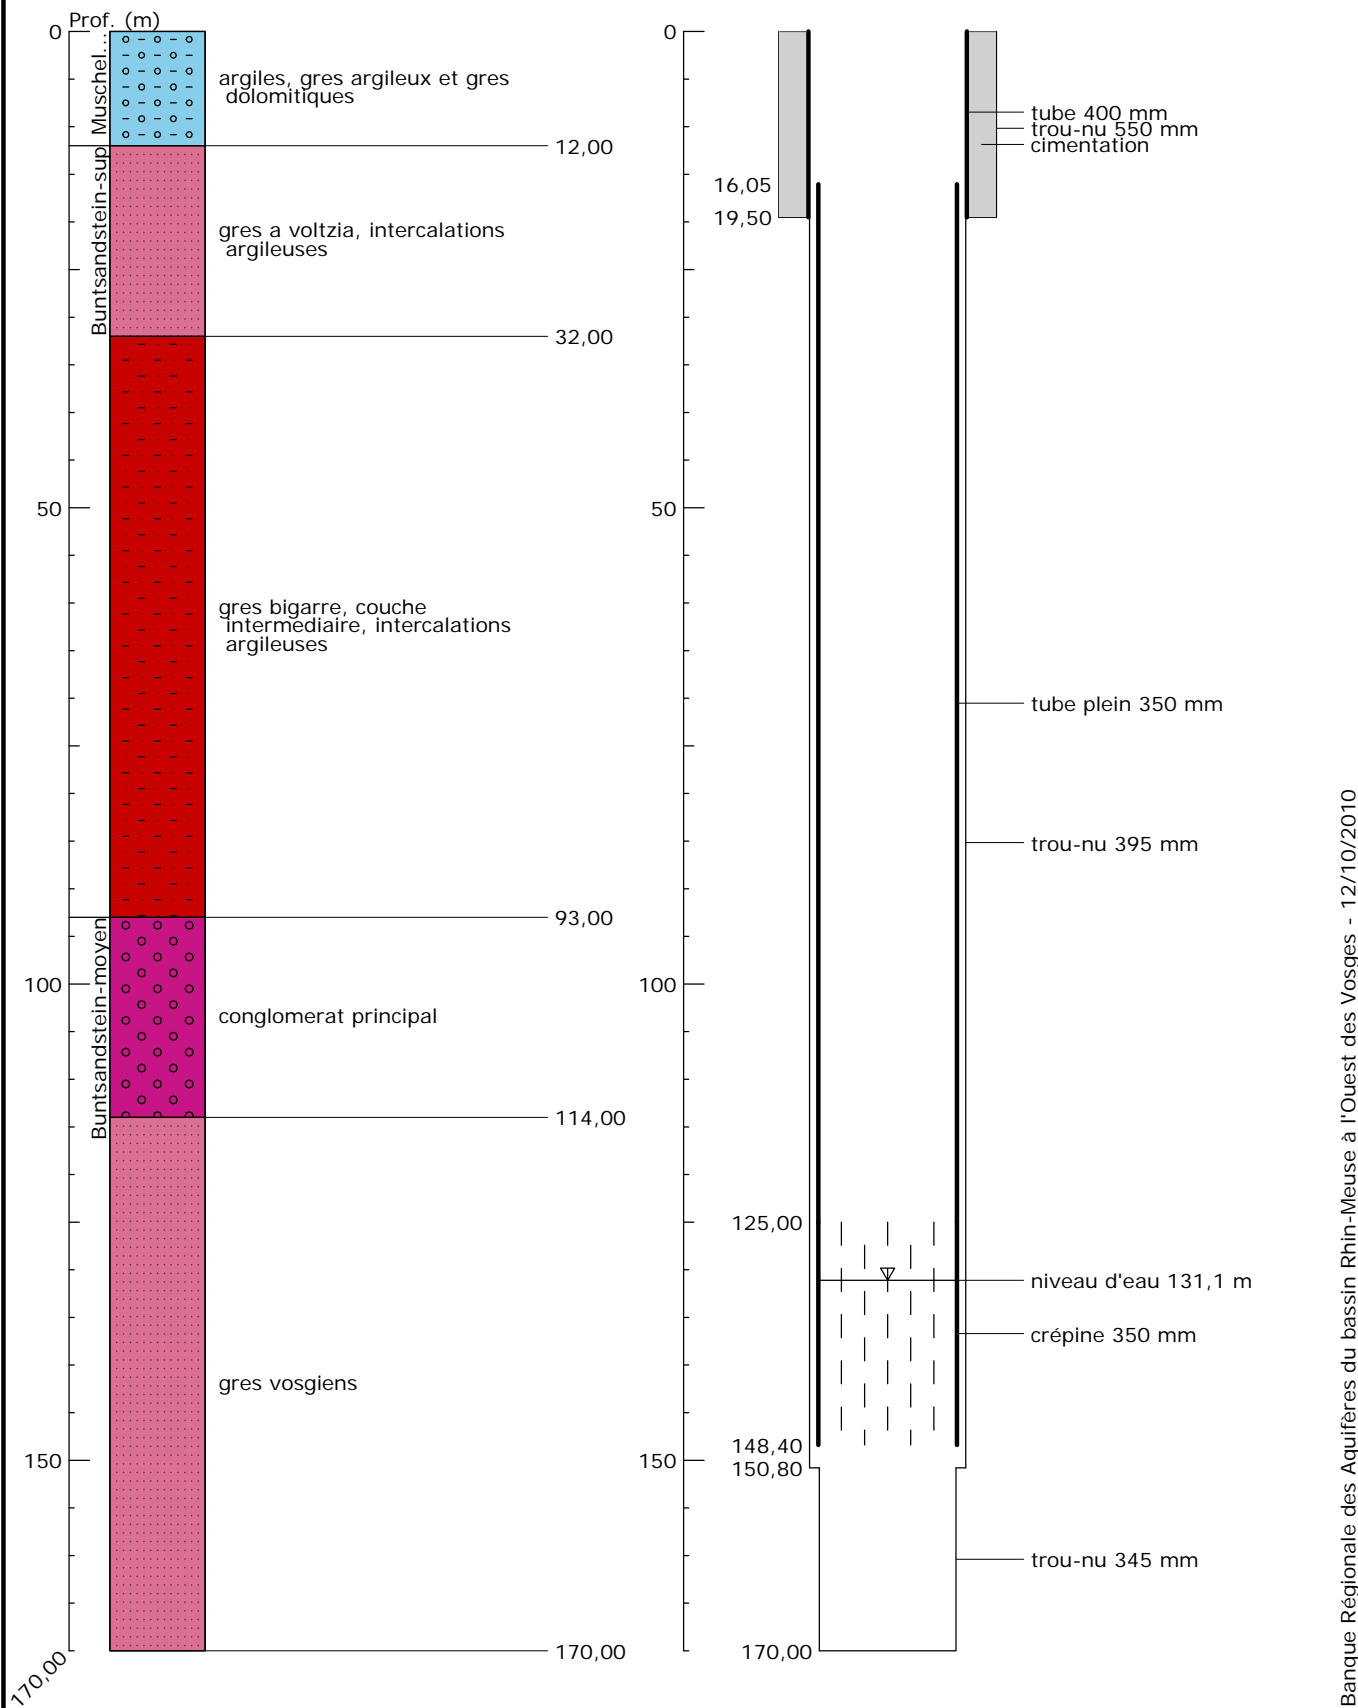 Prof. (m)
0
50
100
150
170,00
Muschel...
Buntsandstein-sup
Buntsandstein-moyen
argiles, gres argileux et gres
dolomitiques
12,00
gres a voltzia, intercalations
argileuses
32,00
gres bigarre, couche
intermediaire, intercalations
argileuses
93,00
conglomerat principal
114,00
gres vosgiens
170,00
0
50
100
150
16,05
19,50
125,00
148,40
150,80
170,00
tube 400 mm
trou-nu 550 mm
cimentation
tube plein 350 mm
trou-nu 395 mm
niveau d'eau 131,1 m
crépine 350 mm
trou-nu 345 mm
Banque Régionale des Aquifères du bassin Rhin-Meuse à l'Ouest des Vosges - 12/10/2010